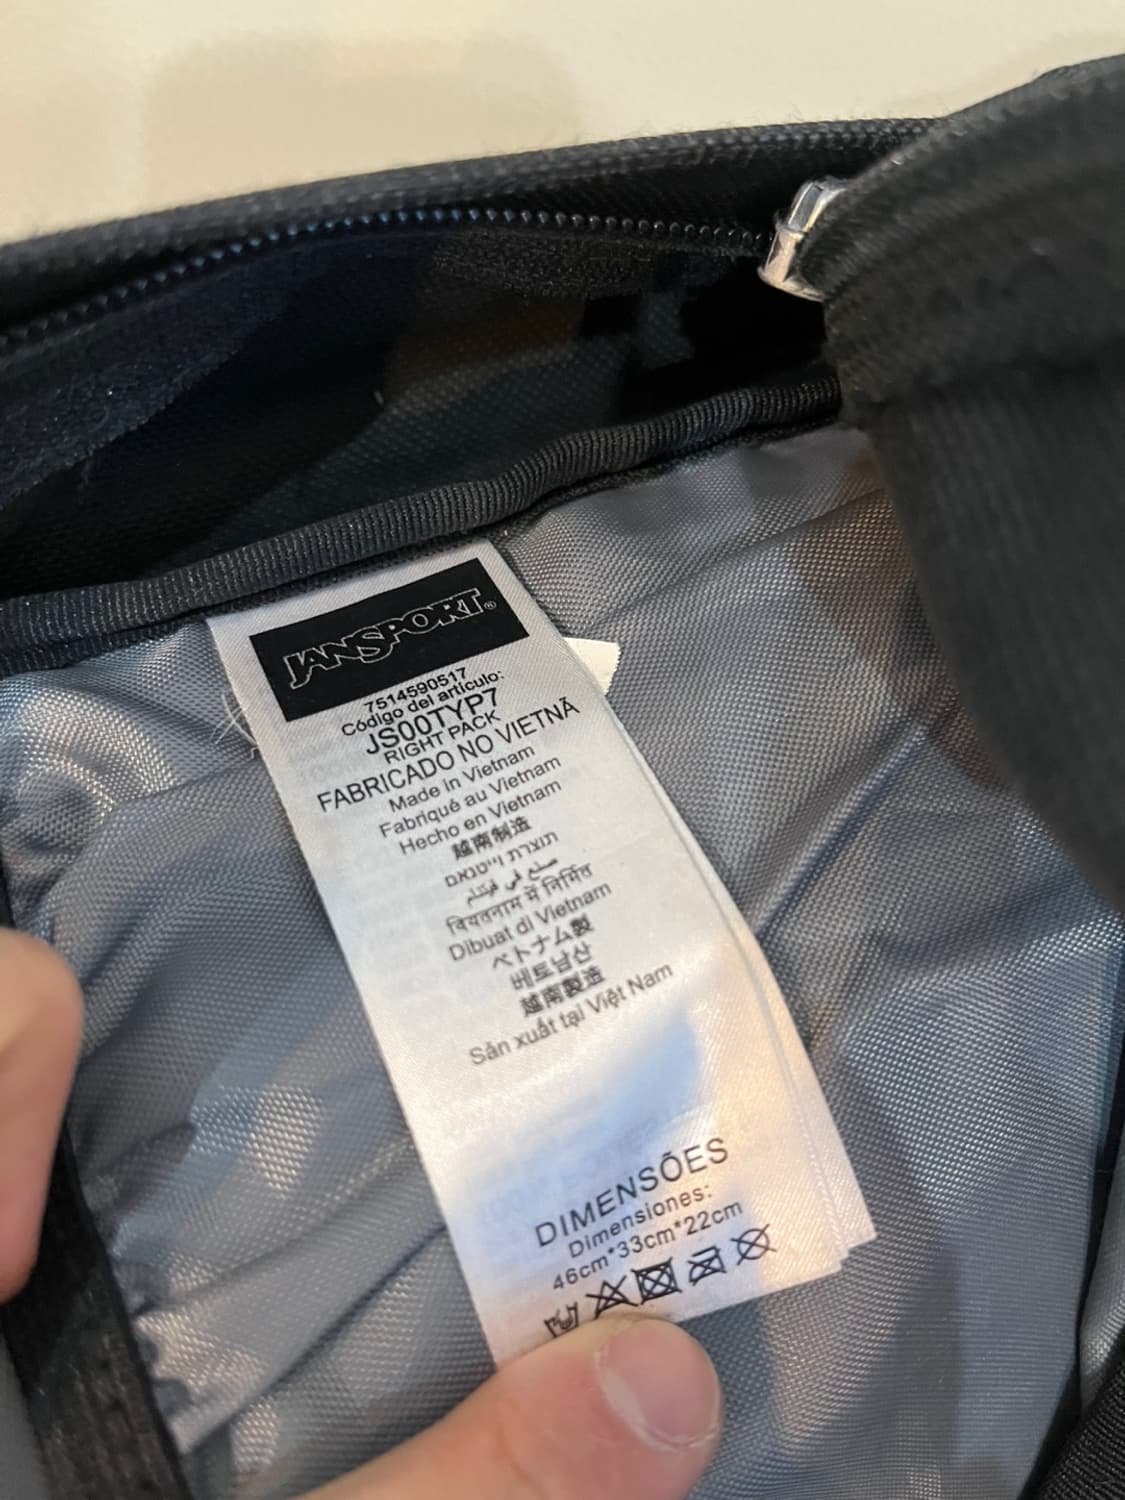 JANSPORT®
7514590517
Código del artículo:
JS00TYP7
RIGHT PACK
FABRICADO NO VIETNÃ
Made in Vietnam
Fabriqué au Vietnam
Hecho en Vietnam
越南制造
תוצרת וייטנאם
صنع في فيتنام
वियतनाम में निर्मित
Dibuat di Vietnam
ベトナム製
베트남산
越南製造
Sản xuất tại Việt Nam
DIMENSÕES
Dimensiones:
46cm*33cm*22cm